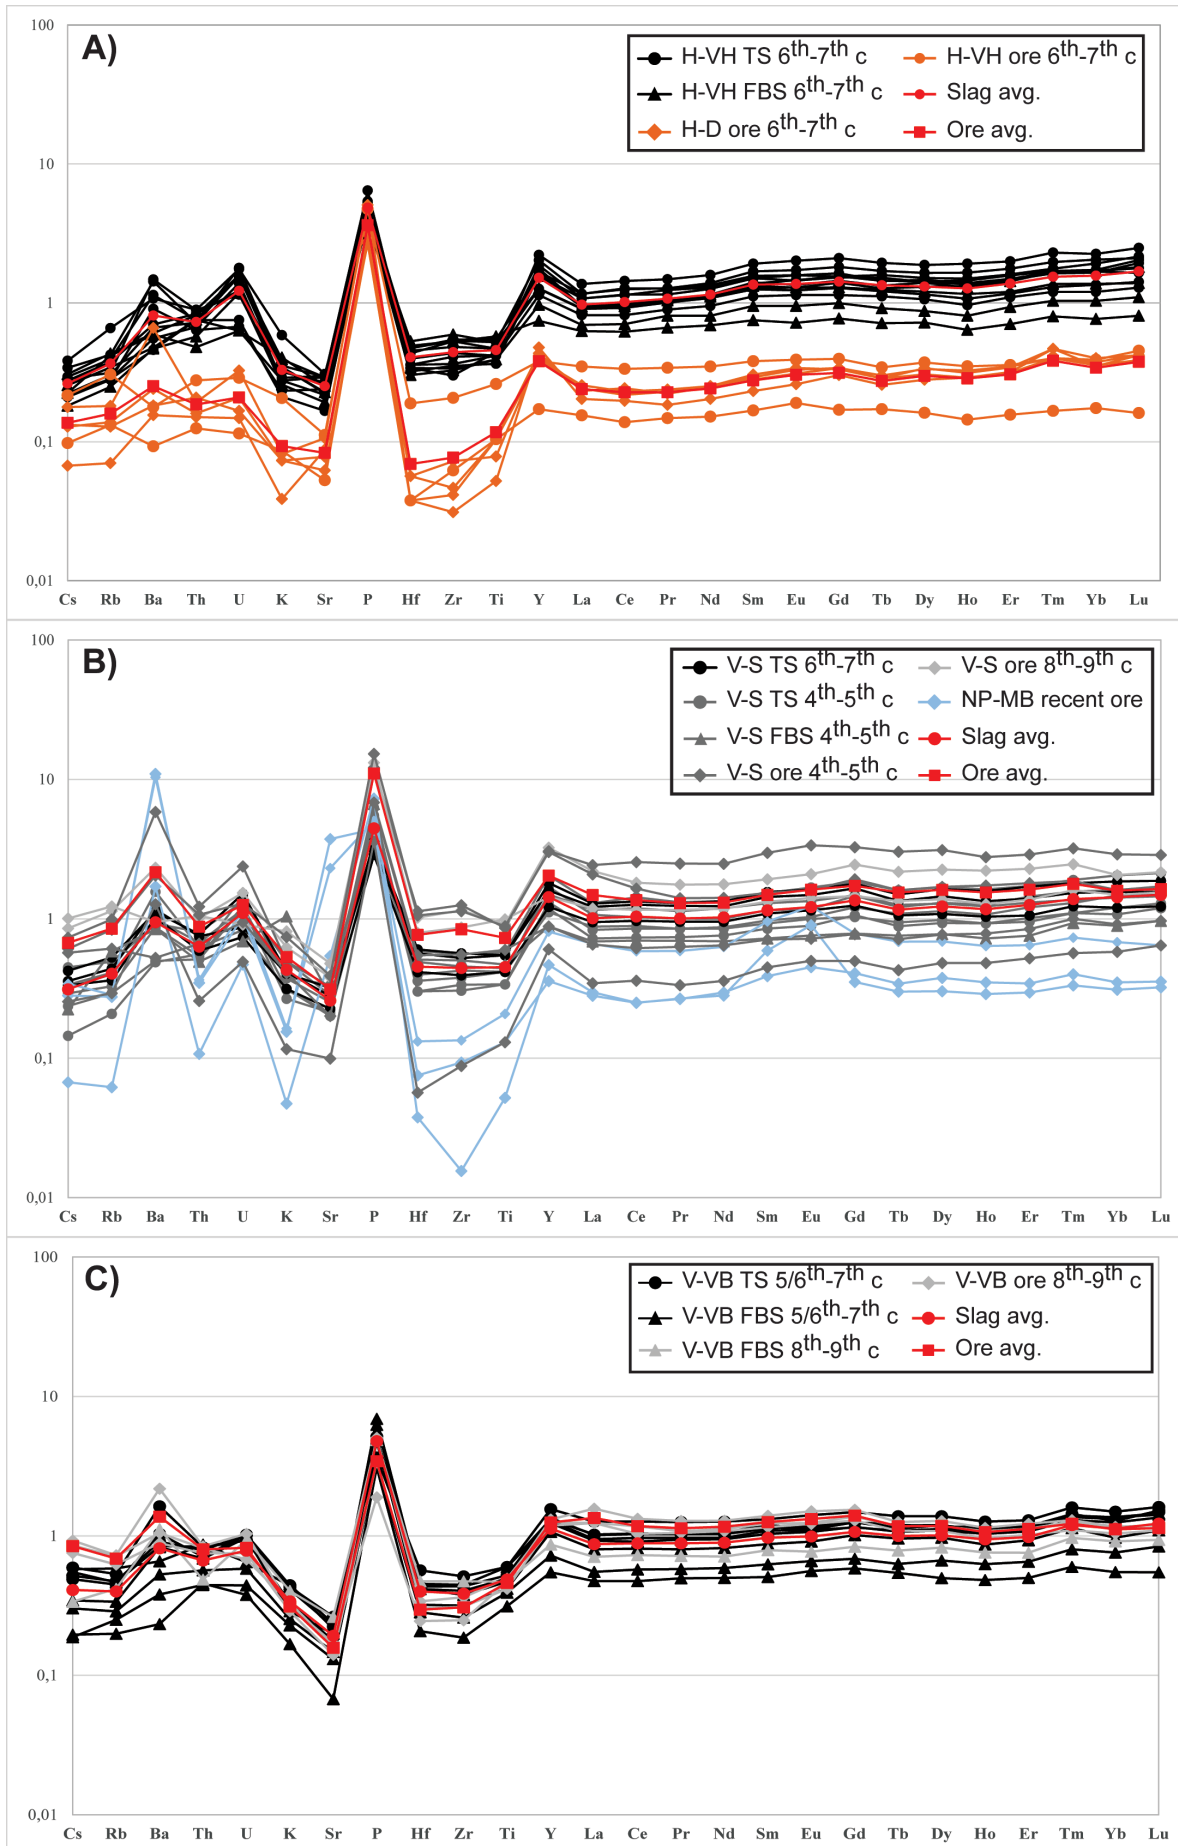 100
A)
H-VH TS 6th-7th c H-VH ore 6th-7th c
H-VH FBS 6th-7th c Slag avg.
H-D ore 6th-7th c Ore avg.
10
1
0,1
0,01
Cs Rb Ba Th U K Sr P Hf Zr Ti Y La Ce Pr Nd Sm Eu Gd Tb Dy Ho Er Tm Yb Lu
100
B)
V-S TS 6th-7th c V-S ore 8th-9th c
V-S TS 4th-5th c NP-MB recent ore
V-S FBS 4th-5th c Slag avg.
V-S ore 4th-5th c Ore avg.
10
1
0,1
0,01
Cs Rb Ba Th U K Sr P Hf Zr Ti Y La Ce Pr Nd Sm Eu Gd Tb Dy Ho Er Tm Yb Lu
100
C)
V-VB TS 5/6th-7th c V-VB ore 8th-9th c
V-VB FBS 5/6th-7th c Slag avg.
V-VB FBS 8th-9th c Ore avg.
10
1
0,1
0,01
Cs Rb Ba Th U K Sr P Hf Zr Ti Y La Ce Pr Nd Sm Eu Gd Tb Dy Ho Er Tm Yb Lu